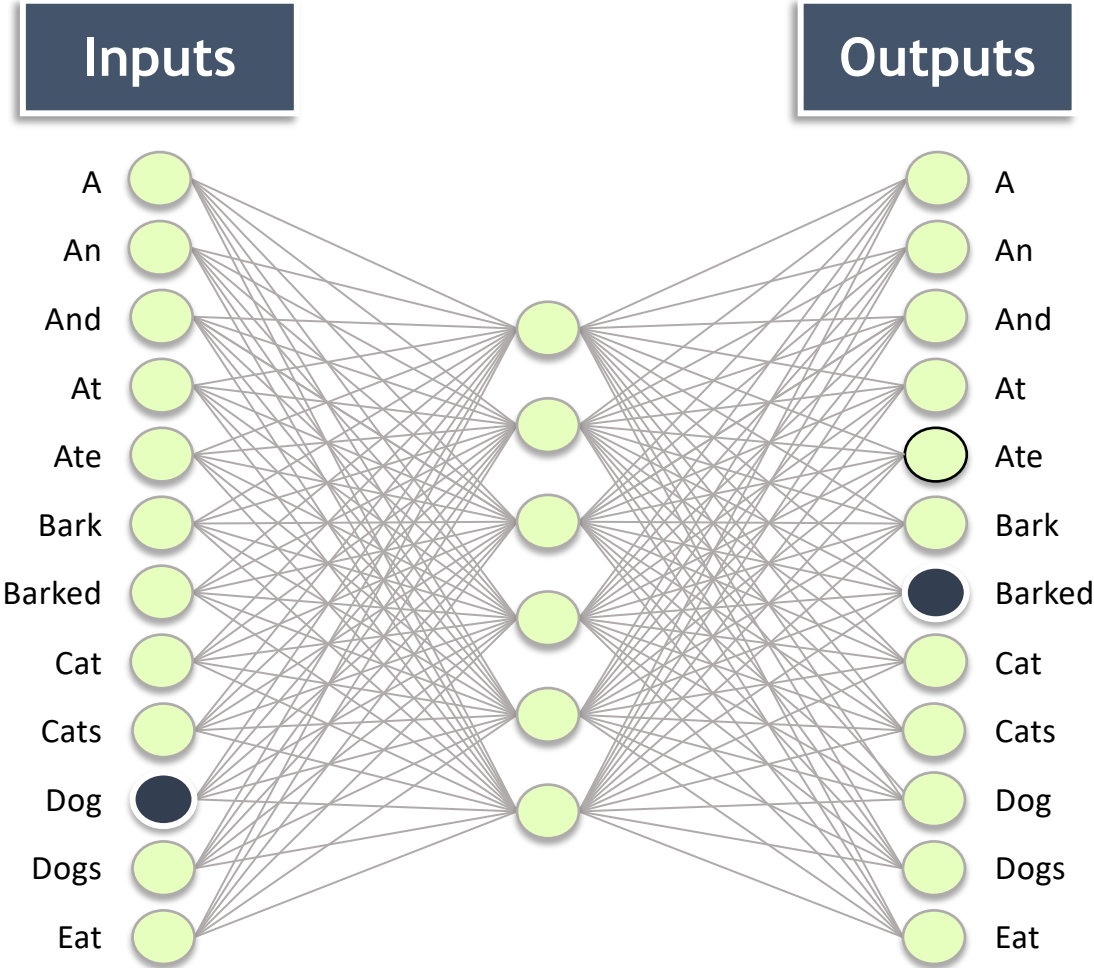 Inputs
Outputs
A
An
And
At
Ate
Bark
Barked
Cat
Cats
Dog
Dogs
Eat
A
An
And
At
Ate
Bark
Barked
Cat
Cats
Dog
Dogs
Eat